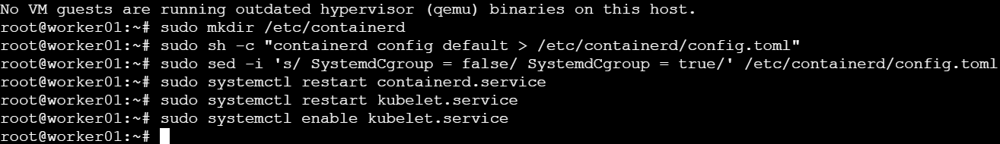 No VM guests are running outdated hypervisor (qemu) binaries on this host.
root@worker01:~# sudo mkdir /etc/containerd
root@worker01:~# sudo sh -c "containerd config default > /etc/containerd/config.toml"
root@worker01:~# sudo sed -i 's/ SystemdCgroup = false/ SystemdCgroup = true/' /etc/containerd/config.toml
root@worker01:~# sudo systemctl restart containerd.service
root@worker01:~# sudo systemctl restart kubelet.service
root@worker01:~# sudo systemctl enable kubelet.service
root@worker01:~#